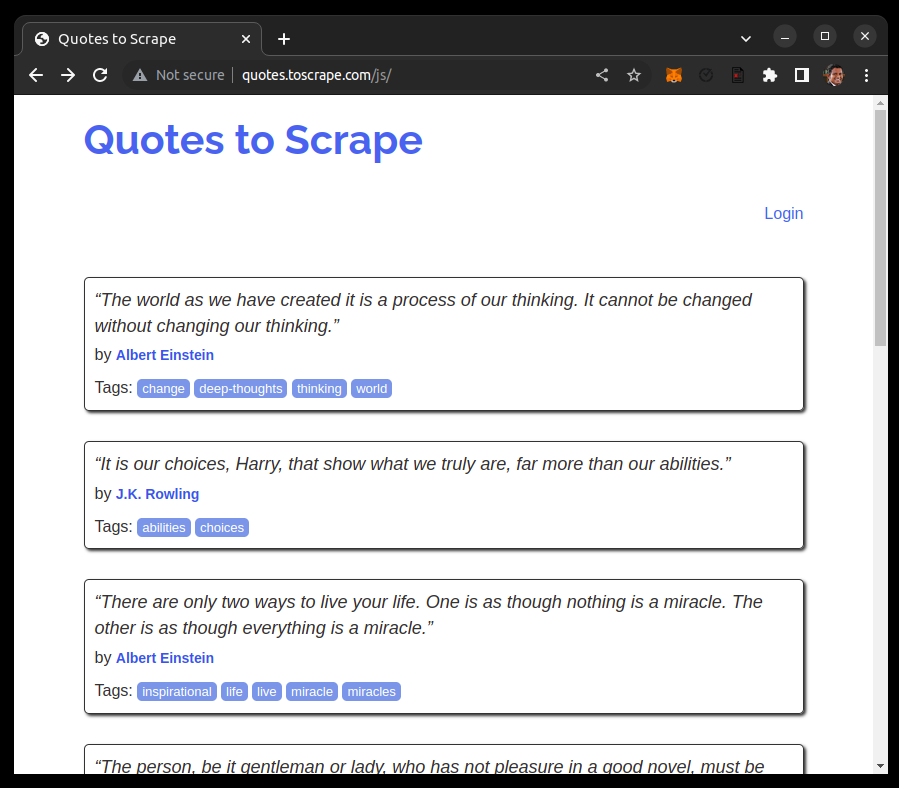 Quotes to Scrape
Not secure quotes.toscrape.com/js/
Quotes to Scrape
Login
“The world as we have created it is a process of our thinking. It cannot be changed
without changing our thinking.”
by Albert Einstein
Tags: change deep-thoughts thinking world
“It is our choices, Harry, that show what we truly are, far more than our abilities.”
by J.K. Rowling
Tags: abilities choices
“There are only two ways to live your life. One is as though nothing is a miracle. The
other is as though everything is a miracle.”
by Albert Einstein
Tags: inspirational life live miracle miracles
“The person, be it gentleman or lady, who has not pleasure in a good novel, must be